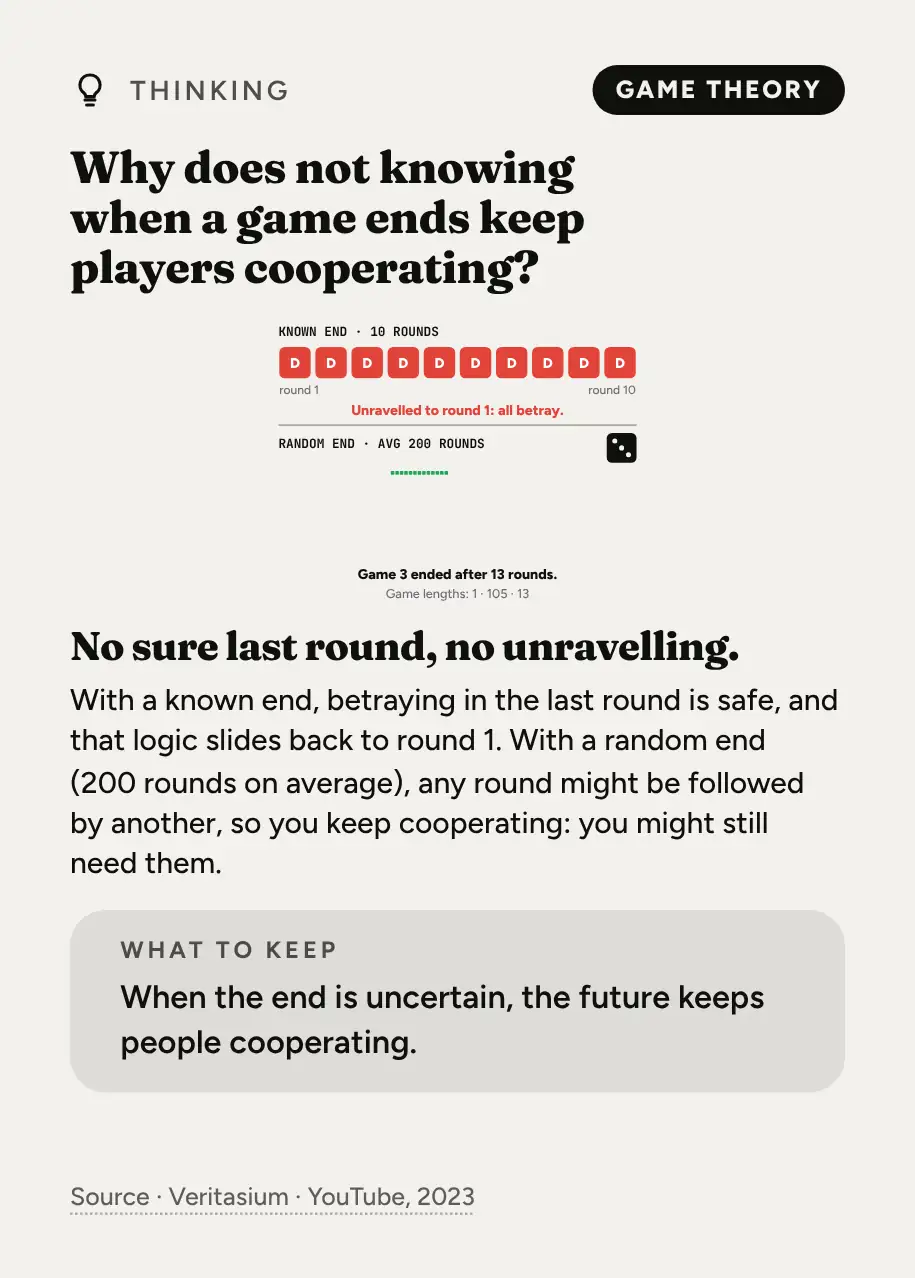 THINKING
GAME THEORY
Why does not knowing
when a game ends keep
players cooperating?
KNOWN END · 10 ROUNDS
D D D D D D D D D D
round 1
round 10
Unravelled to round 1: all betray.
RANDOM END · AVG 200 ROUNDS
Game 3 ended after 13 rounds.
Game lengths: 1 · 105 · 13
No sure last round, no unravelling.
With a known end, betraying in the last round is safe, and
that logic slides back to round 1. With a random end
(200 rounds on average), any round might be followed
by another, so you keep cooperating: you might still
need them.
WHAT TO KEEP
When the end is uncertain, the future keeps
people cooperating.
Source · Veritasium · YouTube, 2023